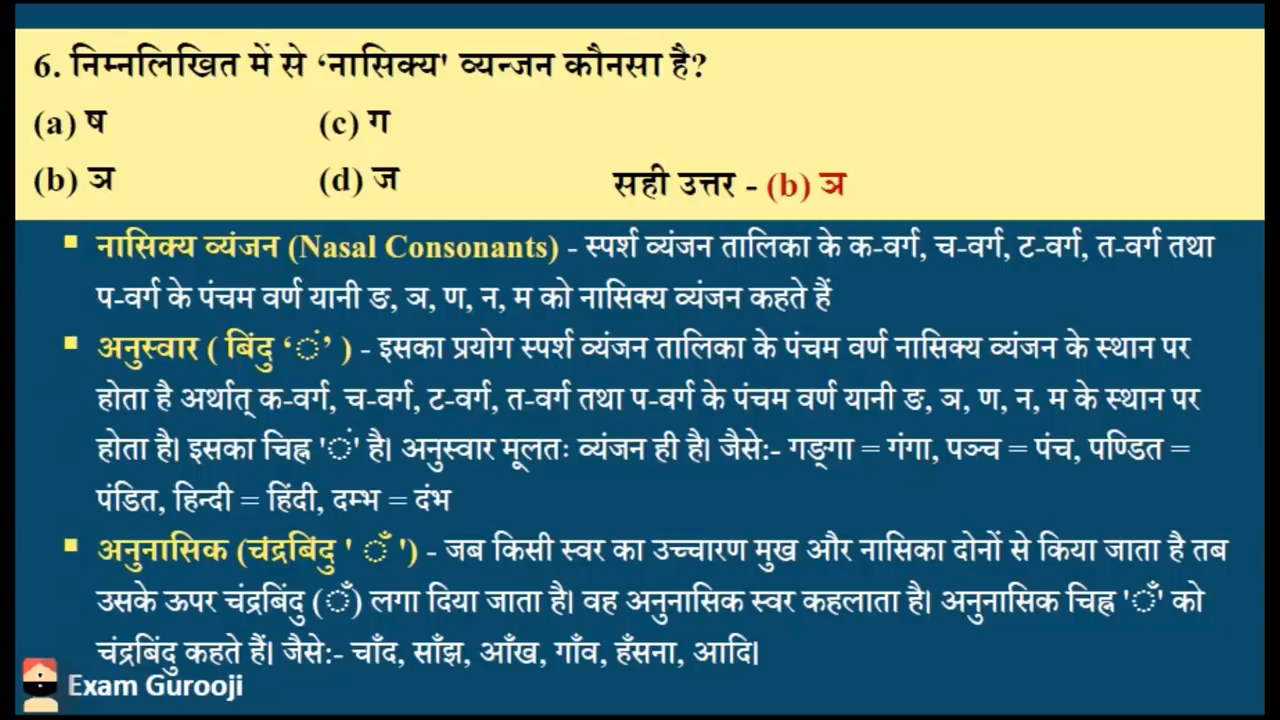 6. निम्नलिखित में से ‘नासिक्य' व्यन्जन कौनसा है?
(a) ष (c) ग
(b) ञ (d) ज सही उत्तर - (b) ञ
▪ नासिक्य व्यंजन (Nasal Consonants) - स्पर्श व्यंजन तालिका के क-वर्ग, च-वर्ग, ट-वर्ग, त-वर्ग तथा
प-वर्ग के पंचम वर्ण यानी ङ, ञ, ण, न, म को नासिक्य व्यंजन कहते हैं
▪ अनुस्वार ( बिंदु ‘ं’ ) - इसका प्रयोग स्पर्श व्यंजन तालिका के पंचम वर्ण नासिक्य व्यंजन के स्थान पर
होता है अर्थात् क-वर्ग, च-वर्ग, ट-वर्ग, त-वर्ग तथा प-वर्ग के पंचम वर्ण यानी ङ, ञ, ण, न, म के स्थान पर
होता है। इसका चिह्न 'ं' है। अनुस्वार मूलतः व्यंजन ही है। जैसे:- गङ्गा = गंगा, पञ्च = पंच, पण्डित =
पंडित, हिन्दी = हिंदी, दम्भ = दंभ
▪ अनुनासिक (चंद्रबिंदु ' ँ ') - जब किसी स्वर का उच्चारण मुख और नासिका दोनों से किया जाता है तब
उसके ऊपर चंद्रबिंदु (ँ) लगा दिया जाता है। वह अनुनासिक स्वर कहलाता है। अनुनासिक चिह्न 'ँ' को
चंद्रबिंदु कहते हैं। जैसे:- चाँद, साँझ, आँख, गाँव, हँसना, आदि।
Exam Gurooji